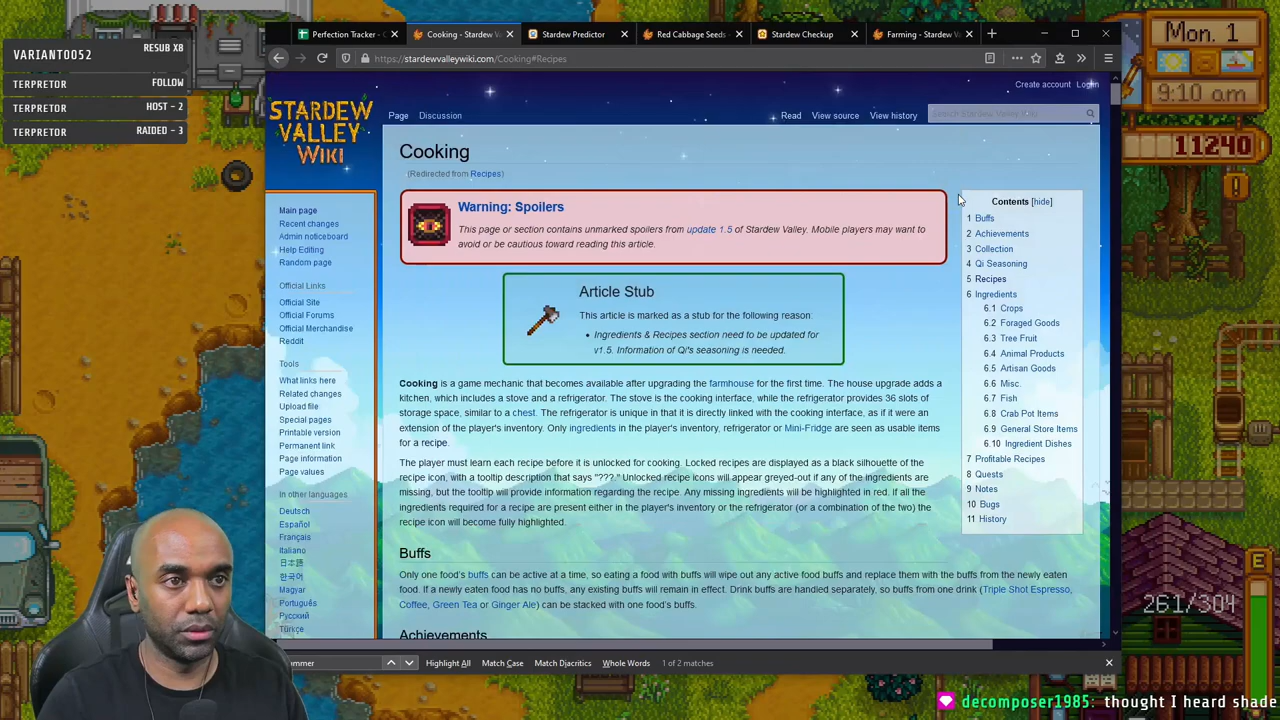 VARIANT0052
RESUB X8
TERPRETOR
FOLLOW
TERPRETOR
HOST - 2
TERPRETOR
RAIDED - 3
Perfection Tracker - 
Cooking - Stardew V
Stardew Predictor
Red Cabbage Seeds -
Stardew Checkup
Farming - Stardew V
https://stardewvalleywiki.com/Cooking#Recipes
Mon. 1
9:10 am
11240
Create account
Login
STARDEW
VALLEY
WIKI
Page
Discussion
Read
View source
View history
Search Stardew Valley Wiki
Cooking
(Redirected from Recipes)
Warning: Spoilers
This page or section contains unmarked spoilers from update 1.5 of Stardew Valley. Mobile players may want to
avoid or be cautious toward reading this article.
Article Stub
This article is marked as a stub for the following reason:
• Ingredients & Recipes section need to be updated for
v1.5. Information of Qi's seasoning is needed.
Cooking is a game mechanic that becomes available after upgrading the farmhouse for the first time. The house upgrade adds a
kitchen, which includes a stove and a refrigerator. The stove is the cooking interface, while the refrigerator provides 36 slots of
storage space, similar to a chest. The refrigerator is unique in that it is directly linked with the cooking interface, as if it were an
extension of the player's inventory. Only ingredients in the player's inventory, refrigerator or Mini-Fridge are seen as usable items
for a recipe.
The player must learn each recipe before it is unlocked for cooking. Locked recipes are displayed as a black silhouette of the
recipe icon, with a tooltip description that says "???." Unlocked recipe icons will appear greyed-out if any of the ingredients are
missing, but the tooltip will provide information regarding the recipe. Any missing ingredients will be highlighted in red. If all the
ingredients required for a recipe are present either in the player's inventory or the refrigerator (or a combination of the two) the
recipe icon will become fully highlighted.
Buffs
Only one food's buffs can be active at a time, so eating a food with buffs will wipe out any active food buffs and replace them with the buffs from the newly eaten
food. If a newly eaten food has no buffs, any existing buffs will remain in effect. Drink buffs are handled separately, so buffs from one drink (Triple Shot Espresso,
Coffee, Green Tea or Ginger Ale) can be stacked with one food's buffs.
Achievements
Contents [hide]
1 Buffs
2 Achievements
3 Collection
4 Qi Seasoning
5 Recipes
6 Ingredients
6.1 Crops
6.2 Foraged Goods
6.3 Tree Fruit
6.4 Animal Products
6.5 Artisan Goods
6.6 Misc.
6.7 Fish
6.8 Crab Pot Items
6.9 General Store Items
6.10 Ingredient Dishes
7 Profitable Recipes
8 Quests
9 Notes
10 Bugs
11 History
Main page
Recent changes
Admin noticeboard
Help Editing
Random page
Official Links
Official Site
Official Forums
Official Merchandise
Reddit
Tools
What links here
Related changes
Upload file
Special pages
Printable version
Permanent link
Page information
Page values
In other languages
Deutsch
Español
Français
Italiano
日本語
한국어
Magyar
Português
Русский
Türkçe
ummer
Highlight All
Match Case
Match Diacritics
Whole Words
1 of 2 matches
E
261/304
decomposer1985: thought I heard shade